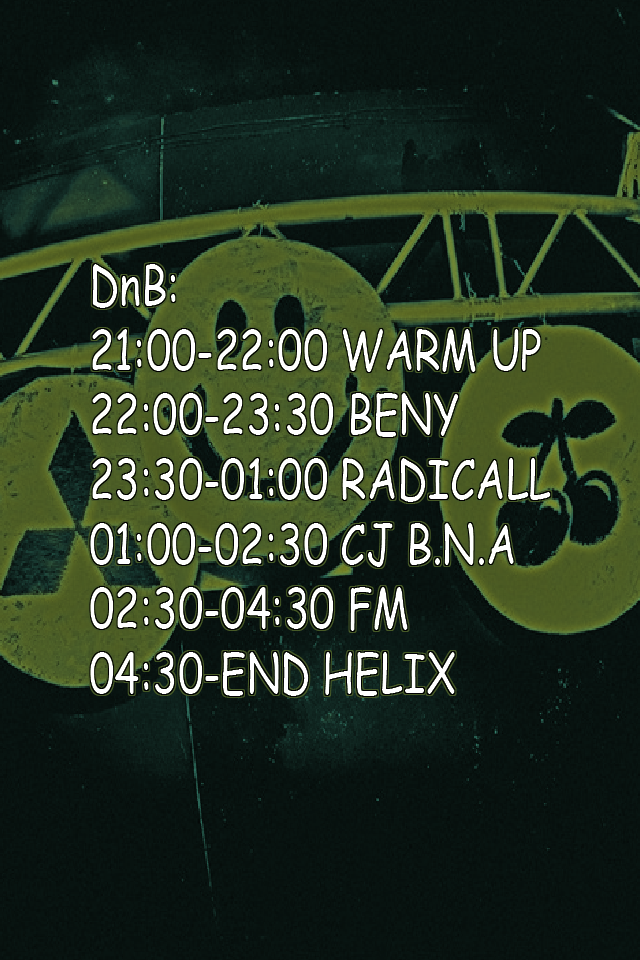 DnB:
21:00-22:00 WARM UP
22:00-23:30 BENY
23:30-01:00 RADICALL
01:00-02:30 CJ B.N.A
02:30-04:30 FM
04:30-END HELIX